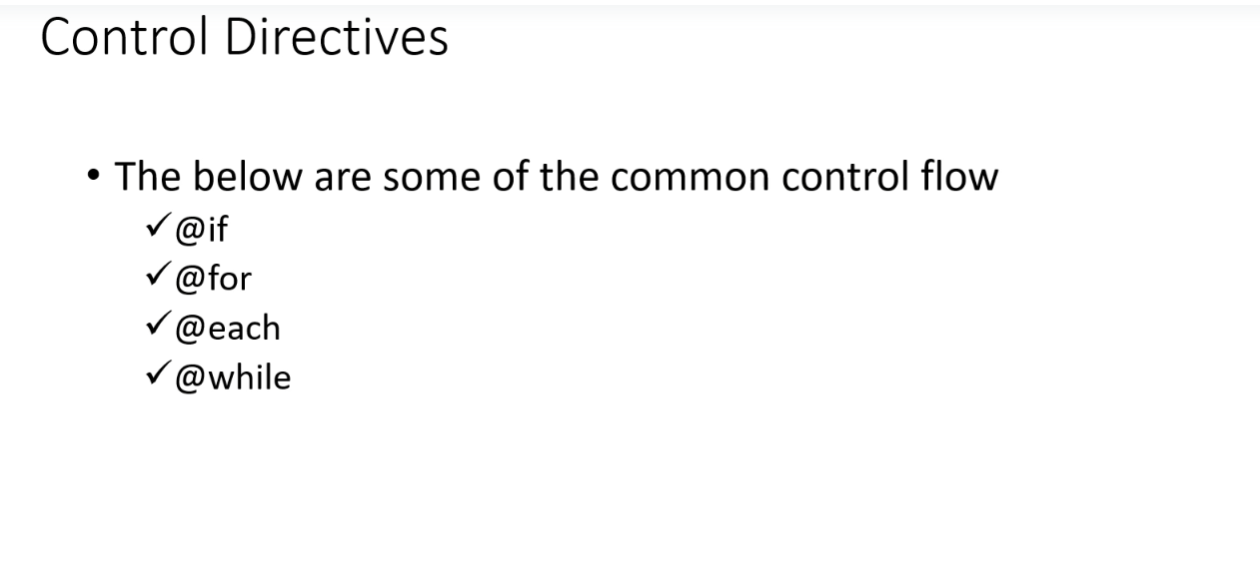 Control Directives
• The below are some of the common control flow
✓ @if
✓ @for
✓ @each
✓ @while